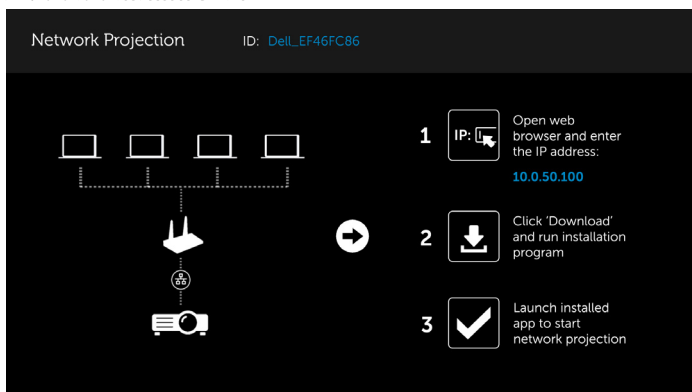 Network Projection ID: Dell_EF46FC86
1
IP:
Open web
browser and enter
the IP address:
10.0.50.100
2
Click ‘Download’
and run installation
program
3
Launch installed
app to start
network projection